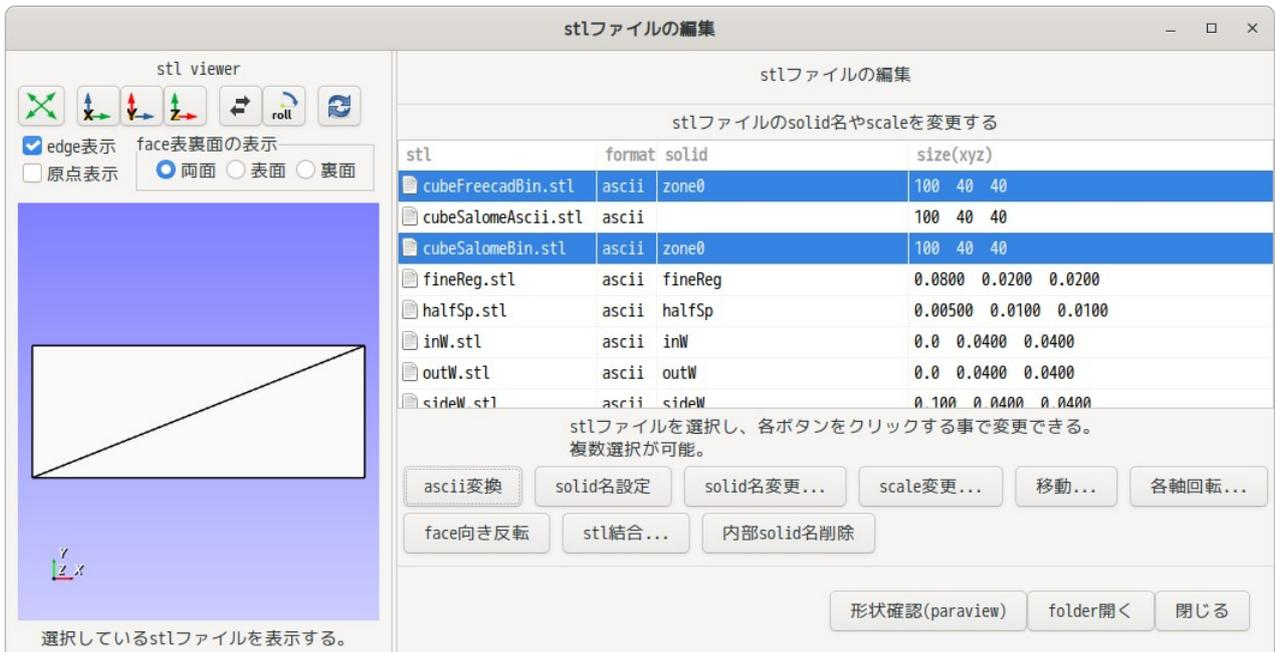 stlファイルの編集
stl viewer
X Y Z roll
edge表示
原点表示
face表裏面の表示
両面 表面 裏面
Y
Z X
選択しているstlファイルを表示する。
stlファイルの編集
stlファイルのsolid名やscaleを変更する
stl format solid size(xyz)
cubeFreecadBin.stl ascii zone0 100 40 40
cubeSalomeAscii.stl ascii 100 40 40
cubeSalomeBin.stl ascii zone0 100 40 40
fineReg.stl ascii fineReg 0.0800 0.0200 0.0200
halfSp.stl ascii halfSp 0.00500 0.0100 0.0100
inW.stl ascii inW 0.0 0.0400 0.0400
outW.stl ascii outW 0.0 0.0400 0.0400
sideW.stl ascii sideW 0.100 0.0400 0.0400
stlファイルを選択し、各ボタンをクリックする事で変更できる。
複数選択が可能。
ascii変換 solid名設定 solid名変更... scale変更... 移動... 各軸回転...
face向き反転 stl結合... 内部solid名削除
形状確認(paraview) folder開く 閉じる